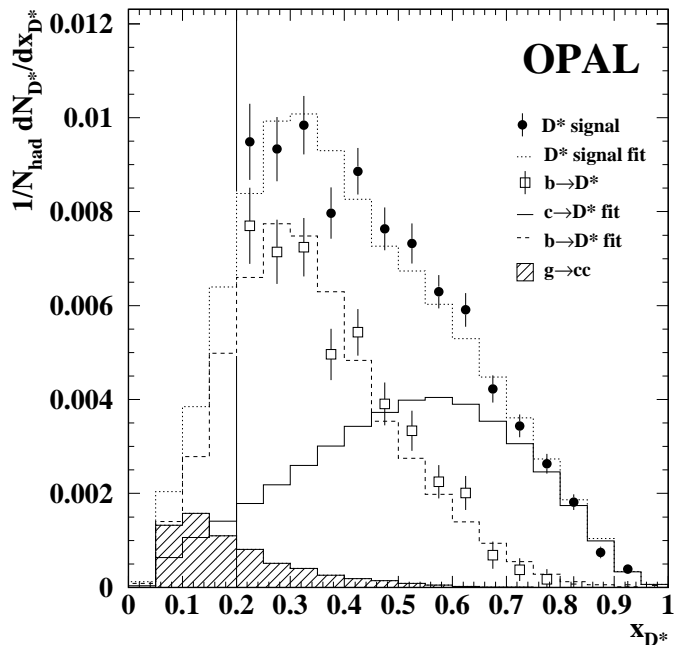 1/N_had dN_D*/dx_D*
0.012
0.01
0.008
0.006
0.004
0.002
0
OPAL
D* signal
D* signal fit
b→D*
c→D* fit
b→D* fit
g→cc
0 0.1 0.2 0.3 0.4 0.5 0.6 0.7 0.8 0.9 1
x_D*